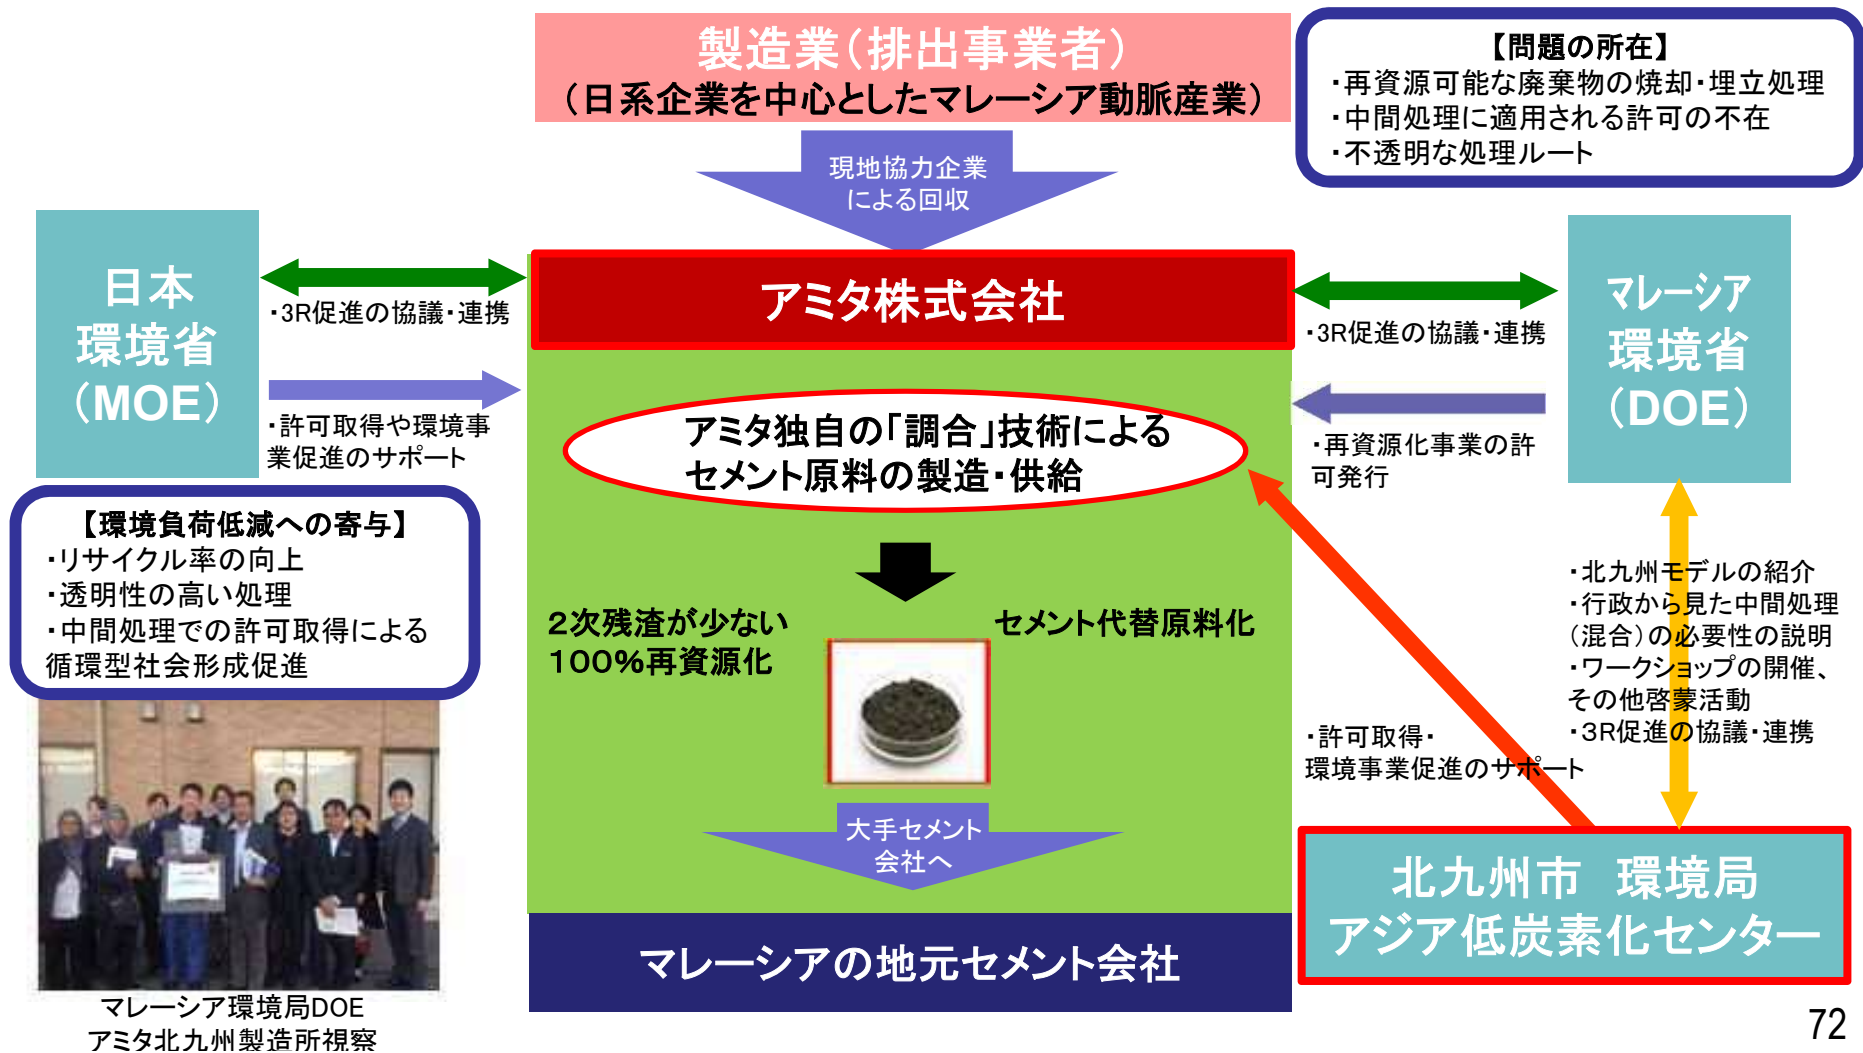 製造業（排出事業者）
（日系企業を中心としたマレーシア動脈産業）
【問題の所在】
・再資源可能な廃棄物の焼却・埋立処理
・中間処理に適用される許可の不在
・不透明な処理ルート
現地協力企業
による回収
日本
環境省
（MOE）
・3R促進の協議・連携
・許可取得や環境事
業促進のサポート
アミタ株式会社
・3R促進の協議・連携
・再資源化事業の許
可発行
マレーシア
環境省
（DOE）
アミタ独自の「調合」技術による
セメント原料の製造・供給
【環境負荷低減への寄与】
・リサイクル率の向上
・透明性の高い処理
・中間処理での許可取得による
循環型社会形成促進
２次残渣が少ない
１００％再資源化
セメント代替原料化
・北九州モデルの紹介
・行政から見た中間処理
（混合）の必要性の説明
・ワークショップの開催、
その他啓蒙活動
・３R促進の協議・連携
・許可取得・
環境事業促進のサポート
大手セメント
会社へ
マレーシアの地元セメント会社
北九州市　環境局
アジア低炭素化センター
マレーシア環境局DOE
アミタ北九州製造所視察
72